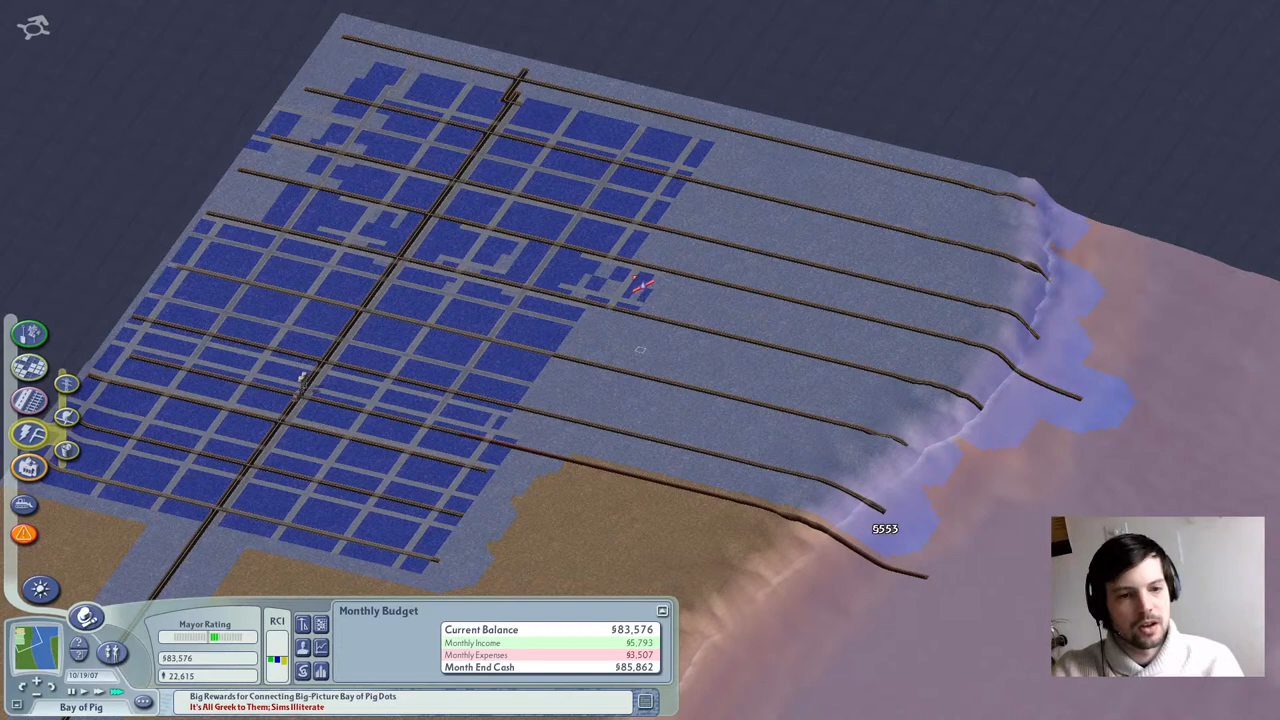 §553
Mayor Rating
§83,576
22,615
RCI
Monthly Budget
Current Balance §83,576
Monthly Income §5,793
Monthly Expenses §3,507
Month End Cash §85,862
10/19/07
Bay of Pig
Big Rewards for Connecting Big-Picture Bay of Pig Dots
It's All Greek to Them; Sims Illiterate